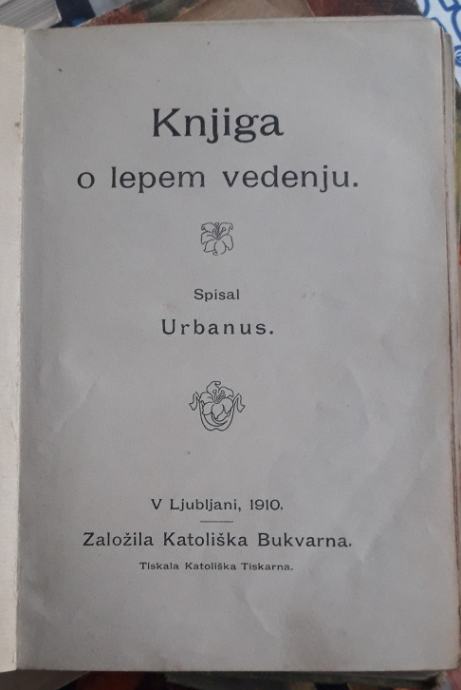 Knjiga
o lepem vedenju.
Spisal
Urbanus.
V Ljubljani, 1910.
Založila Katoliška Bukvarna.
Tiskala Katoliška Tiskarna.